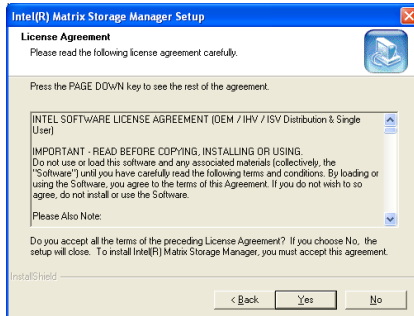 Intel(R) Matrix Storage Manager Setup
License Agreement
Please read the following license agreement carefully.
Press the PAGE DOWN key to see the rest of the agreement.
INTEL SOFTWARE LICENSE AGREEMENT (OEM / IHV / ISV Distribution & Single
User)
IMPORTANT - READ BEFORE COPYING, INSTALLING OR USING.
Do not use or load this software and any associated materials (collectively, the
"Software") until you have carefully read the following terms and conditions. By loading or
using the Software, you agree to the terms of this Agreement. If you do not wish to so
agree, do not install or use the Software.
Please Also Note:
Do you accept all the terms of the preceding License Agreement? If you choose No, the
setup will close. To install Intel(R) Matrix Storage Manager, you must accept this agreement.
InstallShield
< Back
Yes
No